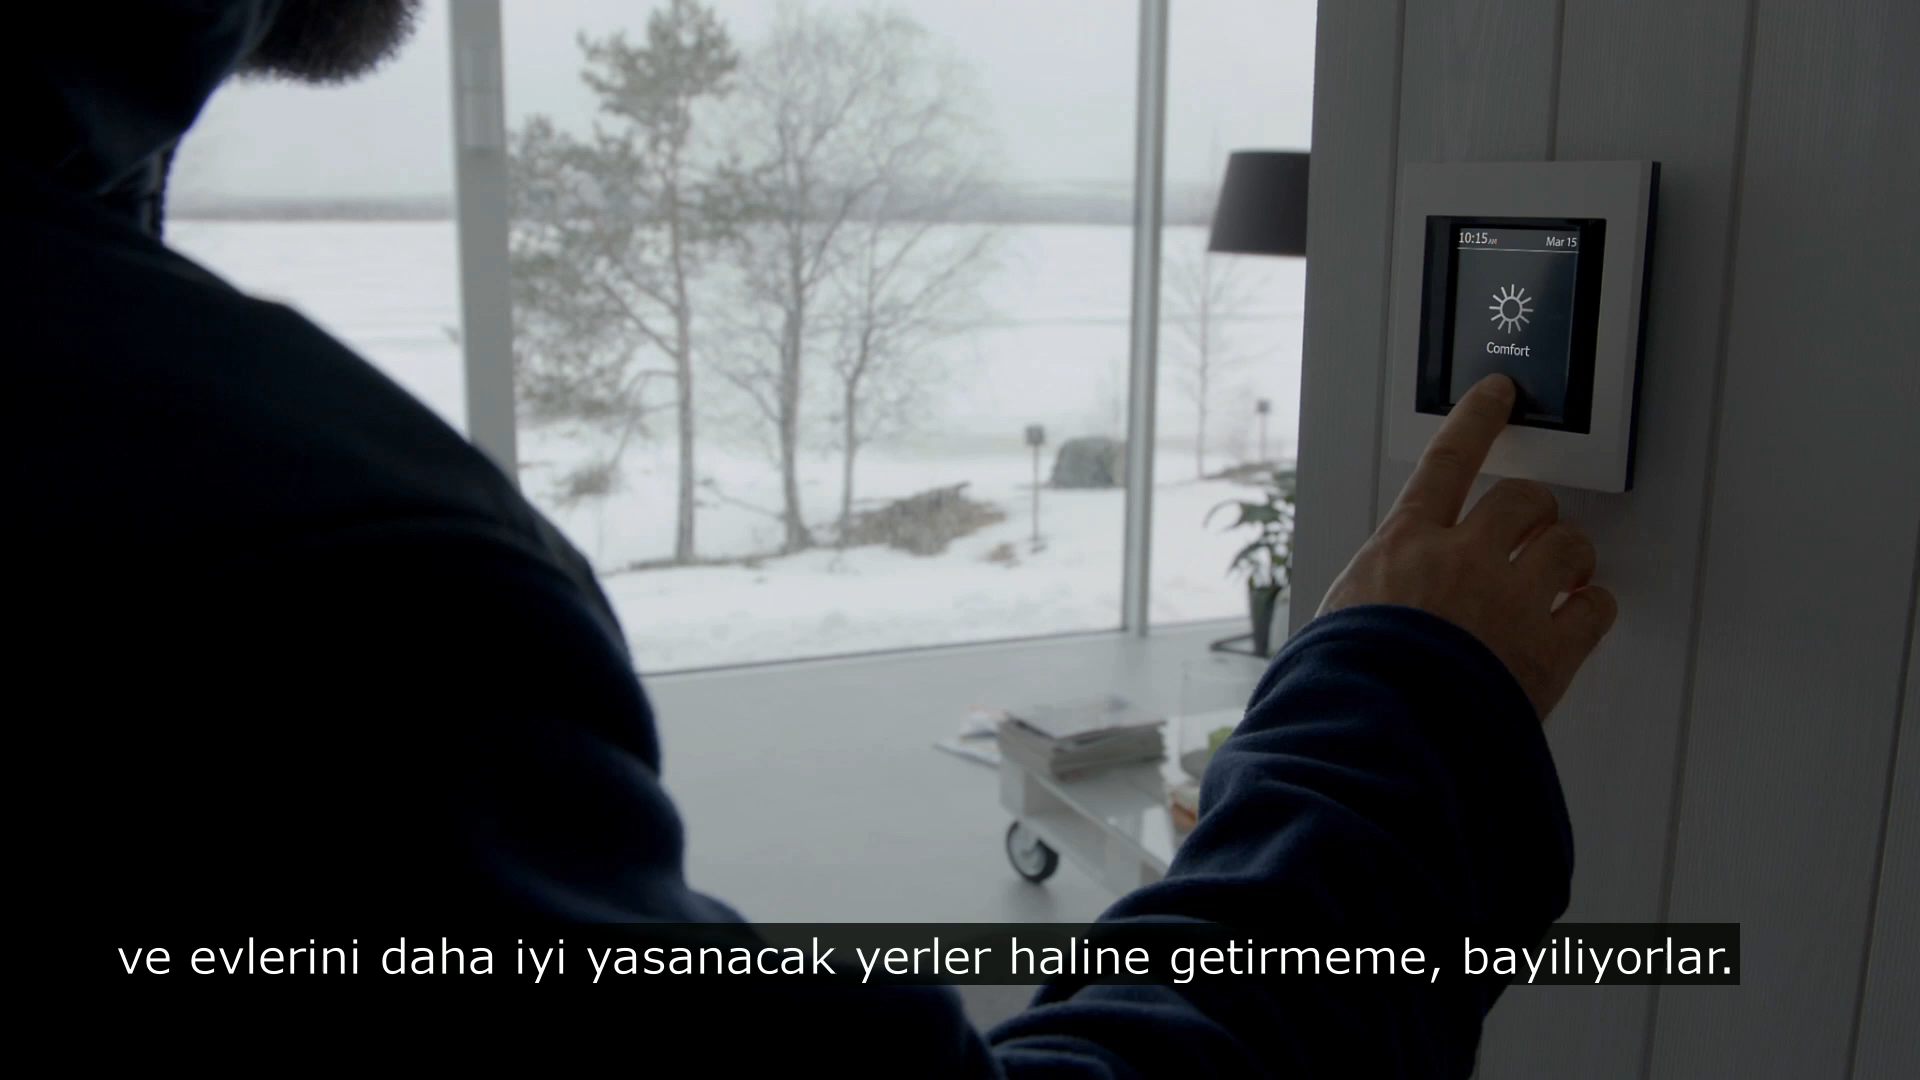 10:15AM Mar 15
Comfort
ve evlerini daha iyi yasanacak yerler haline getirmeme, bayiliyorlar.